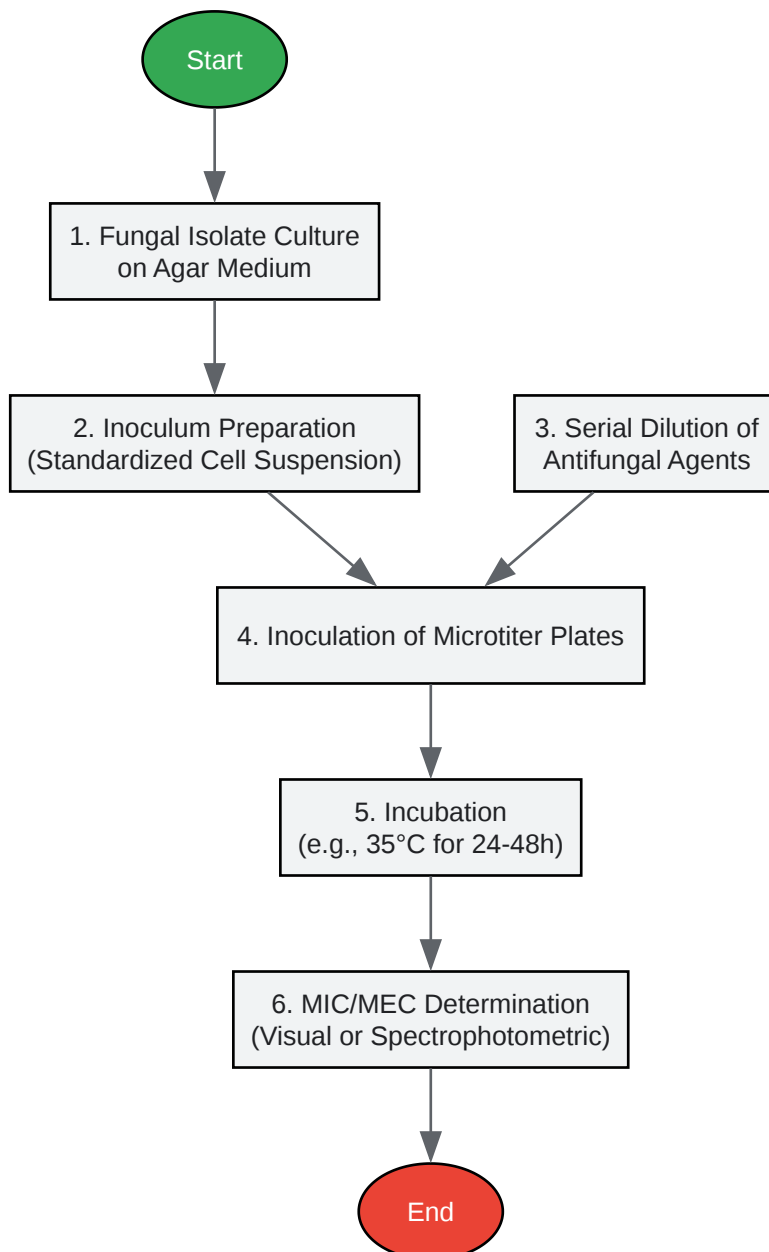 Start
1. Fungal Isolate Culture
on Agar Medium
2. Inoculum Preparation
(Standardized Cell Suspension)
3. Serial Dilution of
Antifungal Agents
4. Inoculation of Microtiter Plates
5. Incubation
(e.g., 35°C for 24-48h)
6. MIC/MEC Determination
(Visual or Spectrophotometric)
End